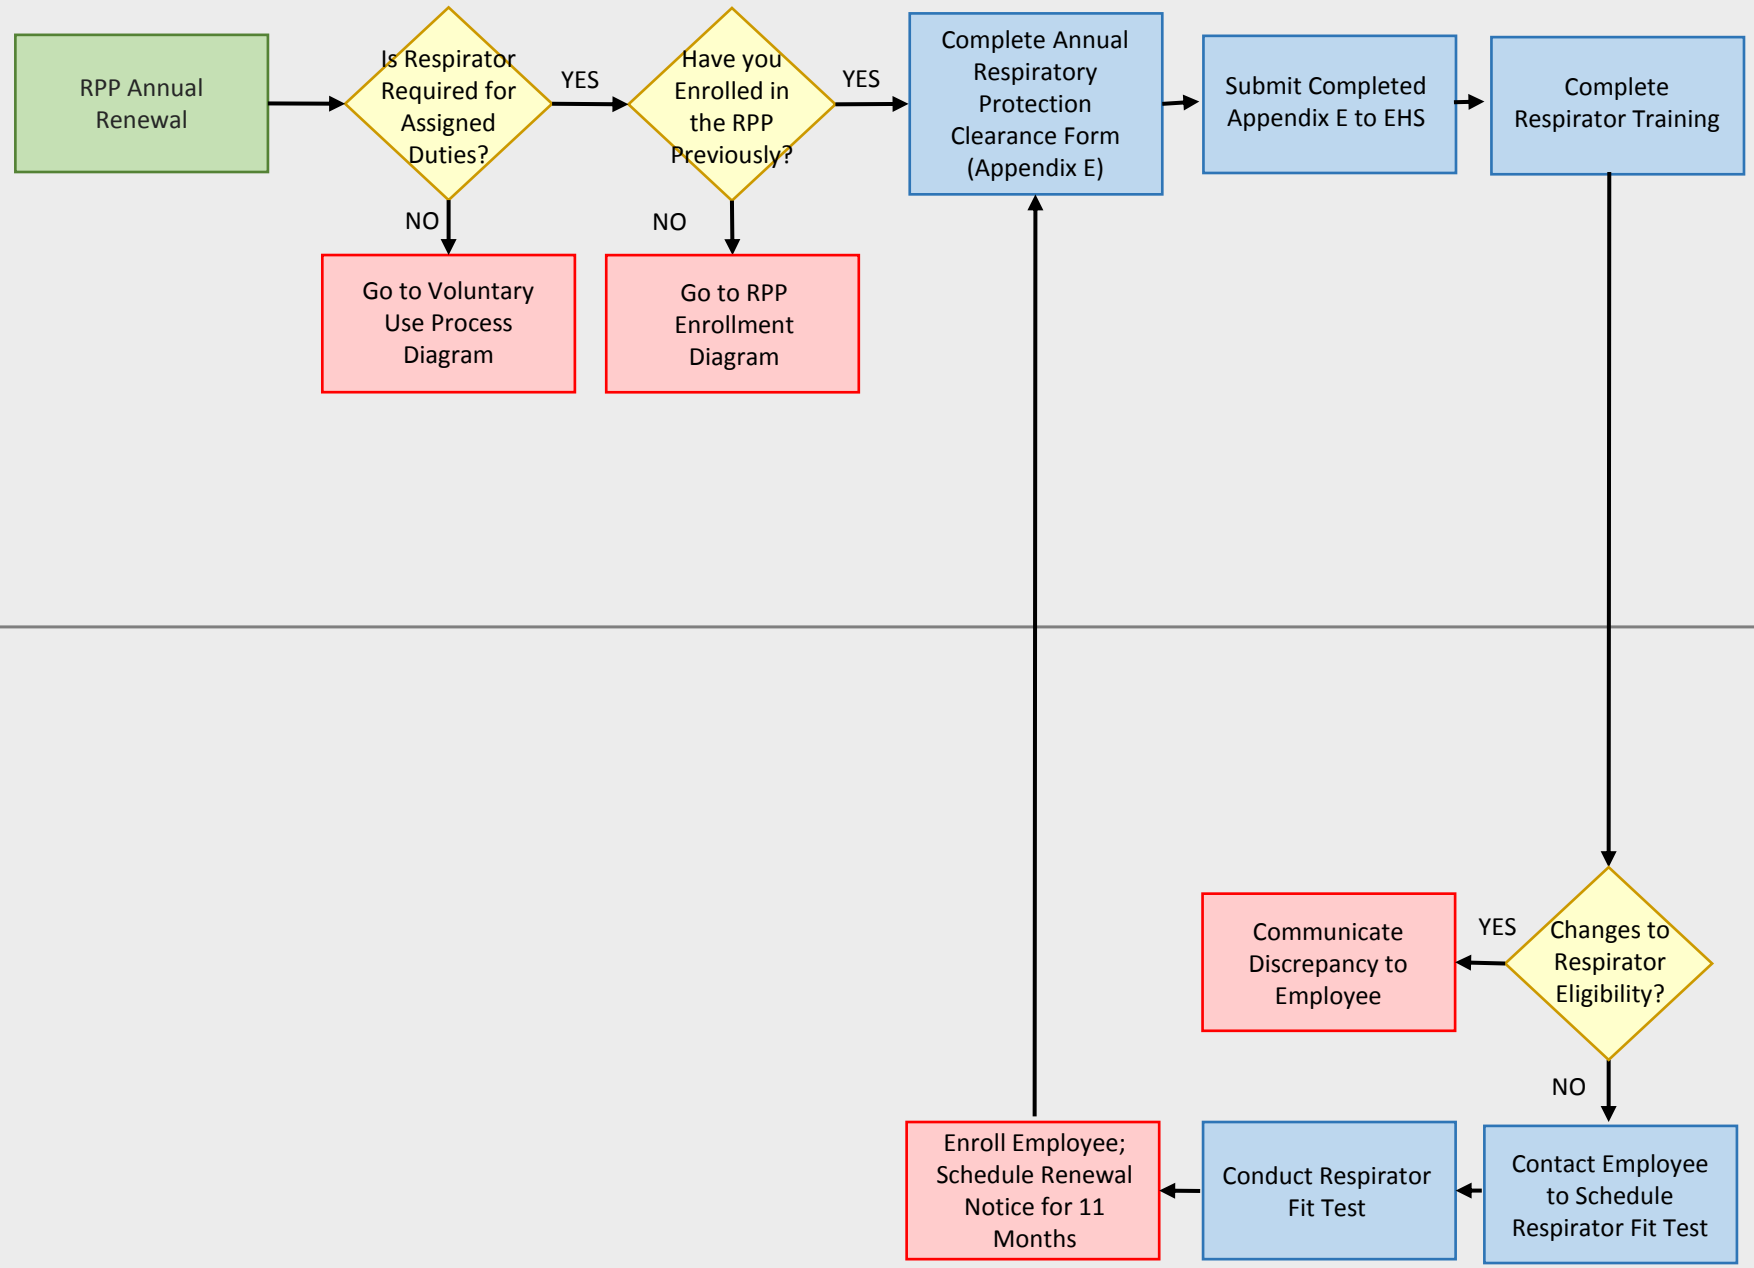 RPP Annual
Renewal
Is Respirator
Required for
Assigned
Duties?
YES
NO
Have you
Enrolled in
the RPP
Previously?
YES
NO
Complete Annual
Respiratory
Protection
Clearance Form
(Appendix E)
Submit Completed
Appendix E to EHS
Complete
Respirator Training
Go to Voluntary
Use Process
Diagram
Go to RPP
Enrollment
Diagram
Changes to
Respirator
Eligibility?
YES
NO
Communicate
Discrepancy to
Employee
Contact Employee
to Schedule
Respirator Fit Test
Conduct Respirator
Fit Test
Enroll Employee;
Schedule Renewal
Notice for 11
Months